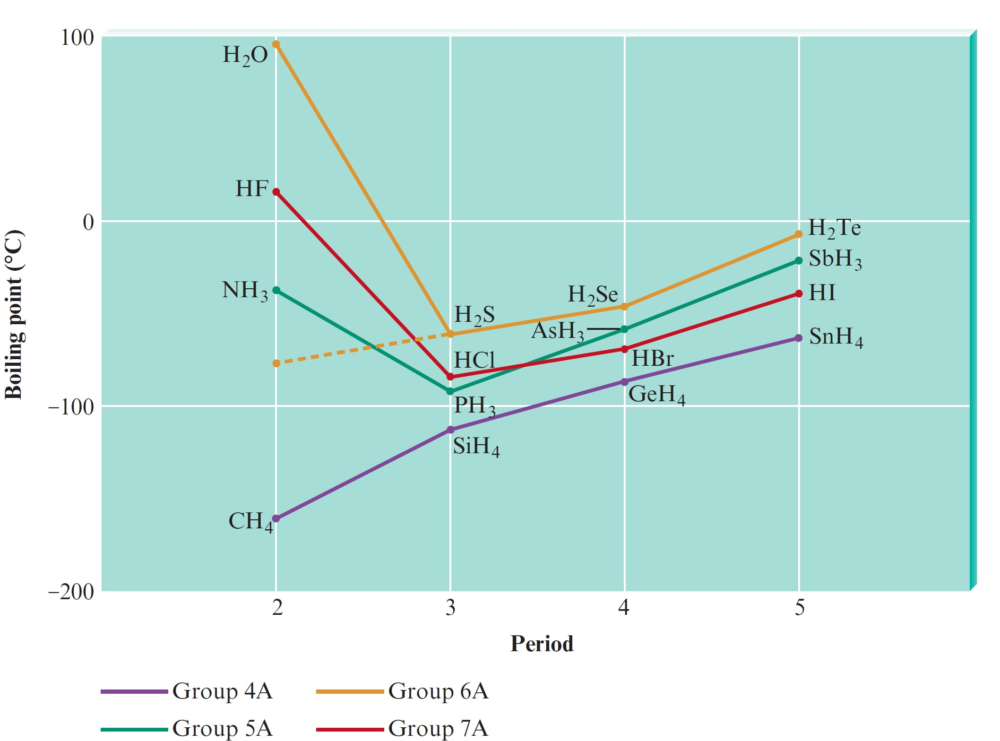 100
H₂O
HF
0
H₂Te
SbH₃
NH₃
H₂Se
HI
H₂S
AsH₃
SnH₄
HCl
HBr
GeH₄
–100
PH₃
SiH₄
CH₄
–200
2 3 4 5
Boiling point (°C)
Period
Group 4A Group 6A
Group 5A Group 7A